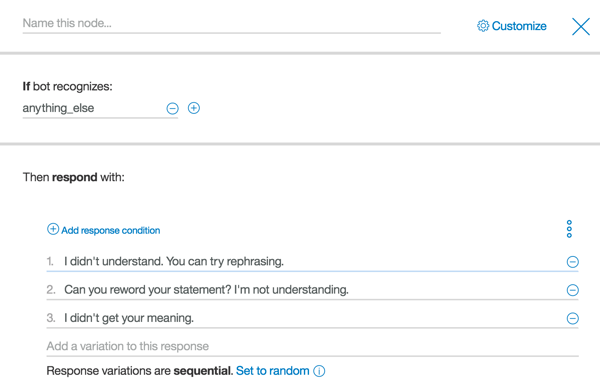 Name this node...
Customize
If bot recognizes:
anything_else
Then respond with:
Add response condition
1. I didn't understand. You can try rephrasing.
2. Can you reword your statement? I'm not understanding.
3. I didn't get your meaning.
Add a variation to this response
Response variations are sequential. Set to random